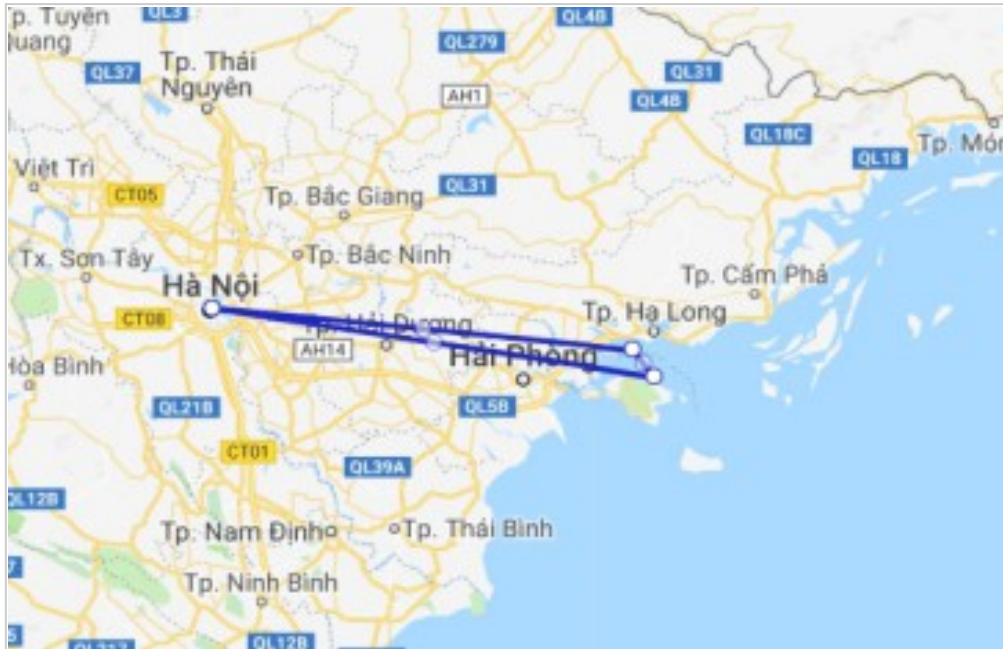 p. Tuyên
Quang
QL3
QL4B
QL279
QL37
Tp. Thái
Nguyên
QL31
AH1
QL4B
QL18C
Tp. Món
QL18
Việt Trì
CT05
QL31
Tp. Bắc Giang
Tx. Sơn Tây
Tp. Bắc Ninh
Tp. Cẩm Phả
Hà Nội
CT08
Tp. Hải Dương
Tp. Hạ Long
AH14
Hải Phòng
Hòa Bình
QL21B
QL5B
CT01
QL39A
QL12B
Tp. Nam Định
Tp. Thái Bình
Tp. Ninh Bình
QL12B